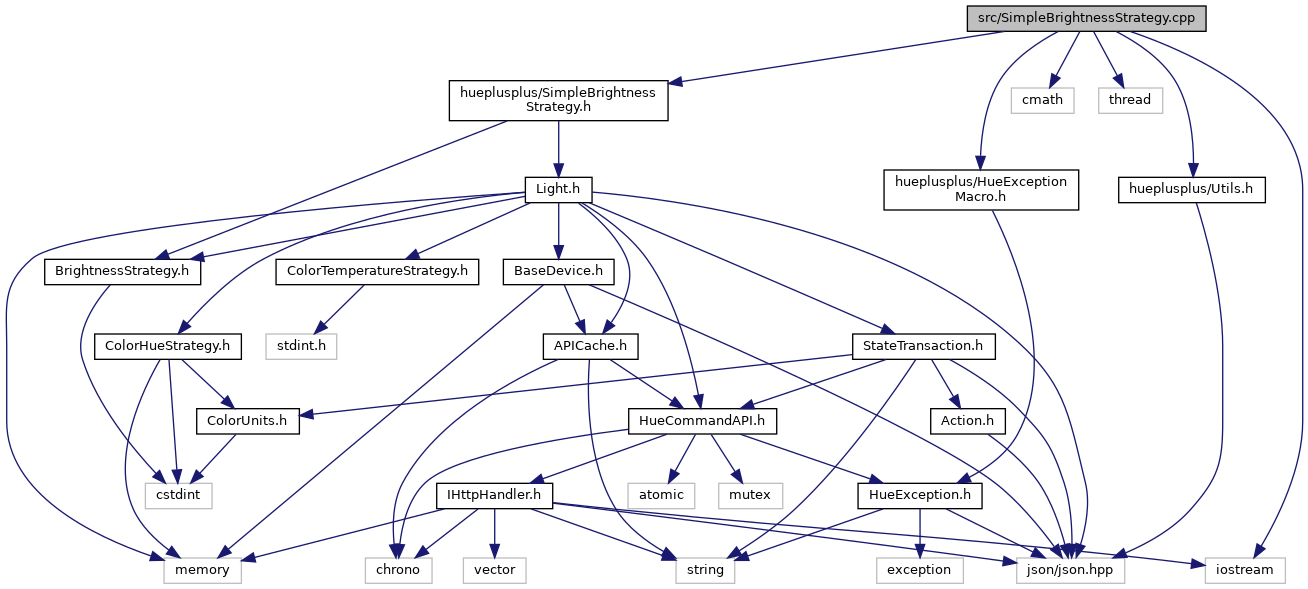 src/SimpleBrightnessStrategy.cpp
hueplusplus/SimpleBrightness
Strategy.h
cmath
thread
Light.h
hueplusplus/HueException
Macro.h
hueplusplus/Utils.h
BrightnessStrategy.h
ColorTemperatureStrategy.h
BaseDevice.h
ColorHueStrategy.h
stdint.h
APICache.h
StateTransaction.h
ColorUnits.h
HueCommandAPI.h
Action.h
cstdint
IHttpHandler.h
atomic
mutex
HueException.h
memory
chrono
vector
string
exception
json/json.hpp
iostream